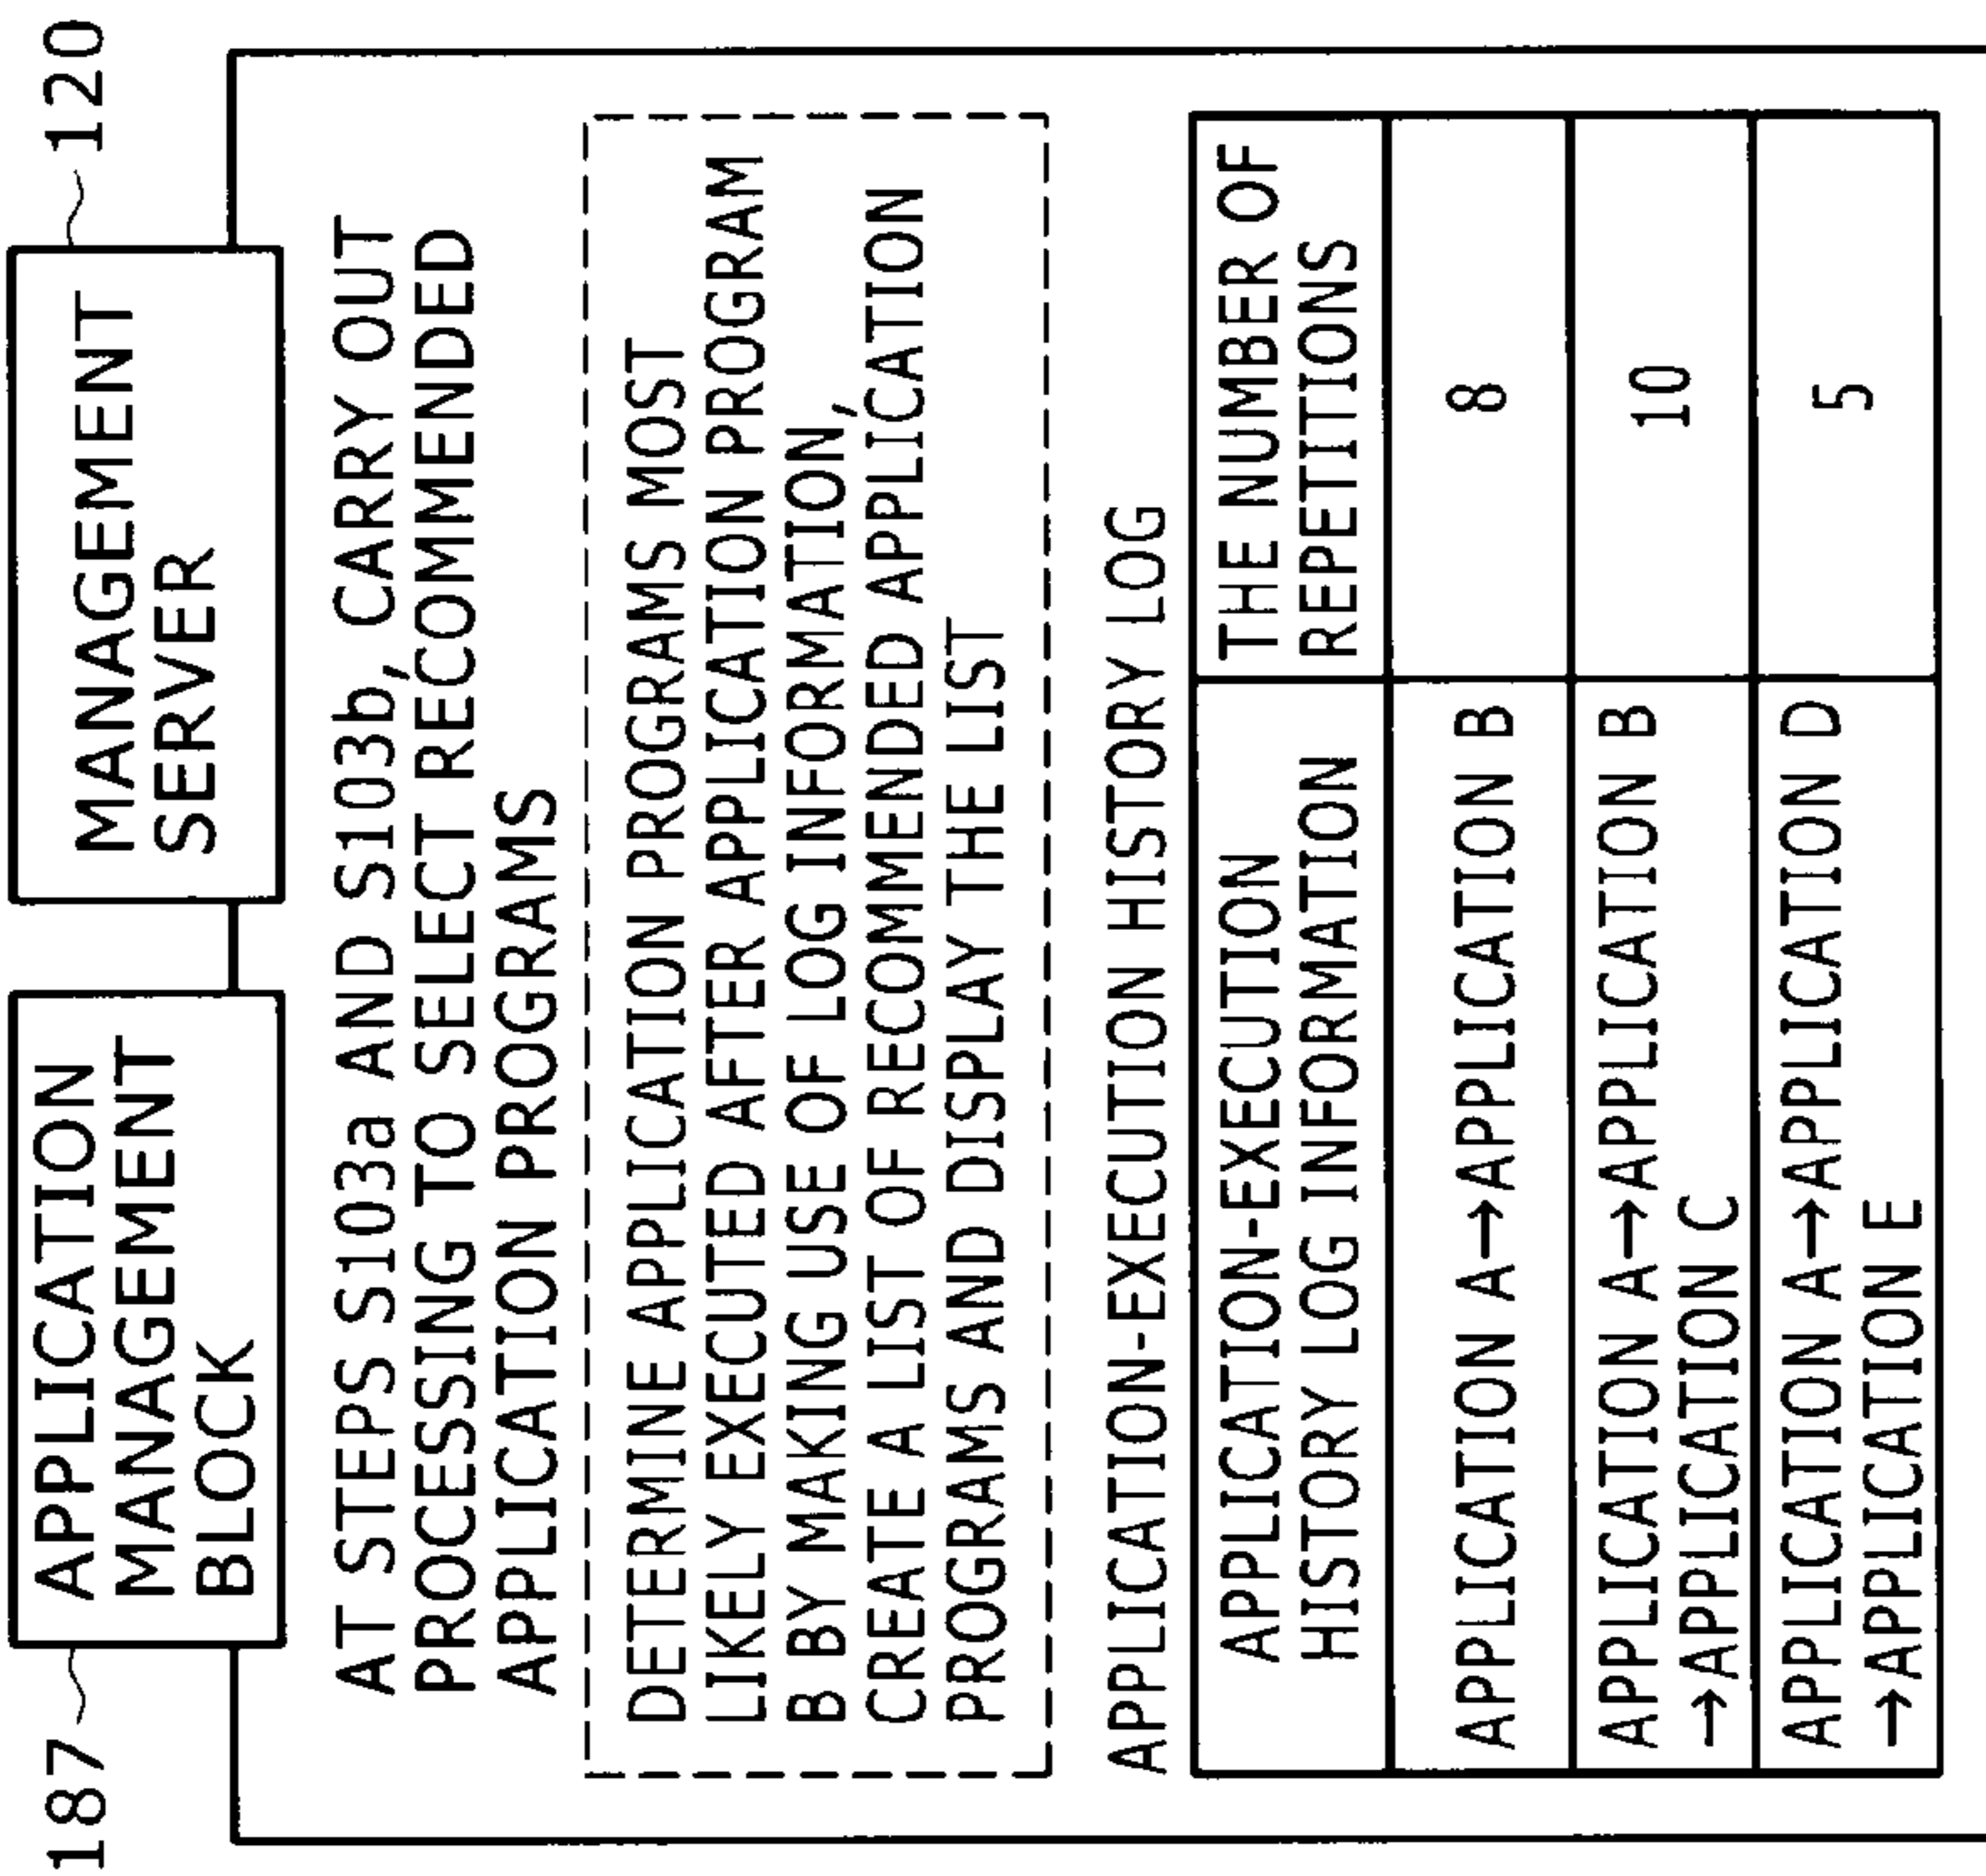 187
APPLICATION
MANAGEMENT
BLOCK
MANAGEMENT
SERVER
120
AT STEPS S103a AND S103b, CARRY OUT
PROCESSING TO SELECT RECOMMENDED
APPLICATION PROGRAMS
DETERMINE APPLICATION PROGRAMS MOST
LIKELY EXECUTED AFTER APPLICATION PROGRAM
B BY MAKING USE OF LOG INFORMATION,
CREATE A LIST OF RECOMMENDED APPLICATION
PROGRAMS AND DISPLAY THE LIST
APPLICATION-EXECUTION HISTORY LOG
APPLICATION-EXECUTION
HISTORY LOG INFORMATION
THE NUMBER OF
REPETITIONS
APPLICATION A→APPLICATION B
8
APPLICATION A→APPLICATION B
→APPLICATION C
10
APPLICATION A→APPLICATION D
→APPLICATION E
5